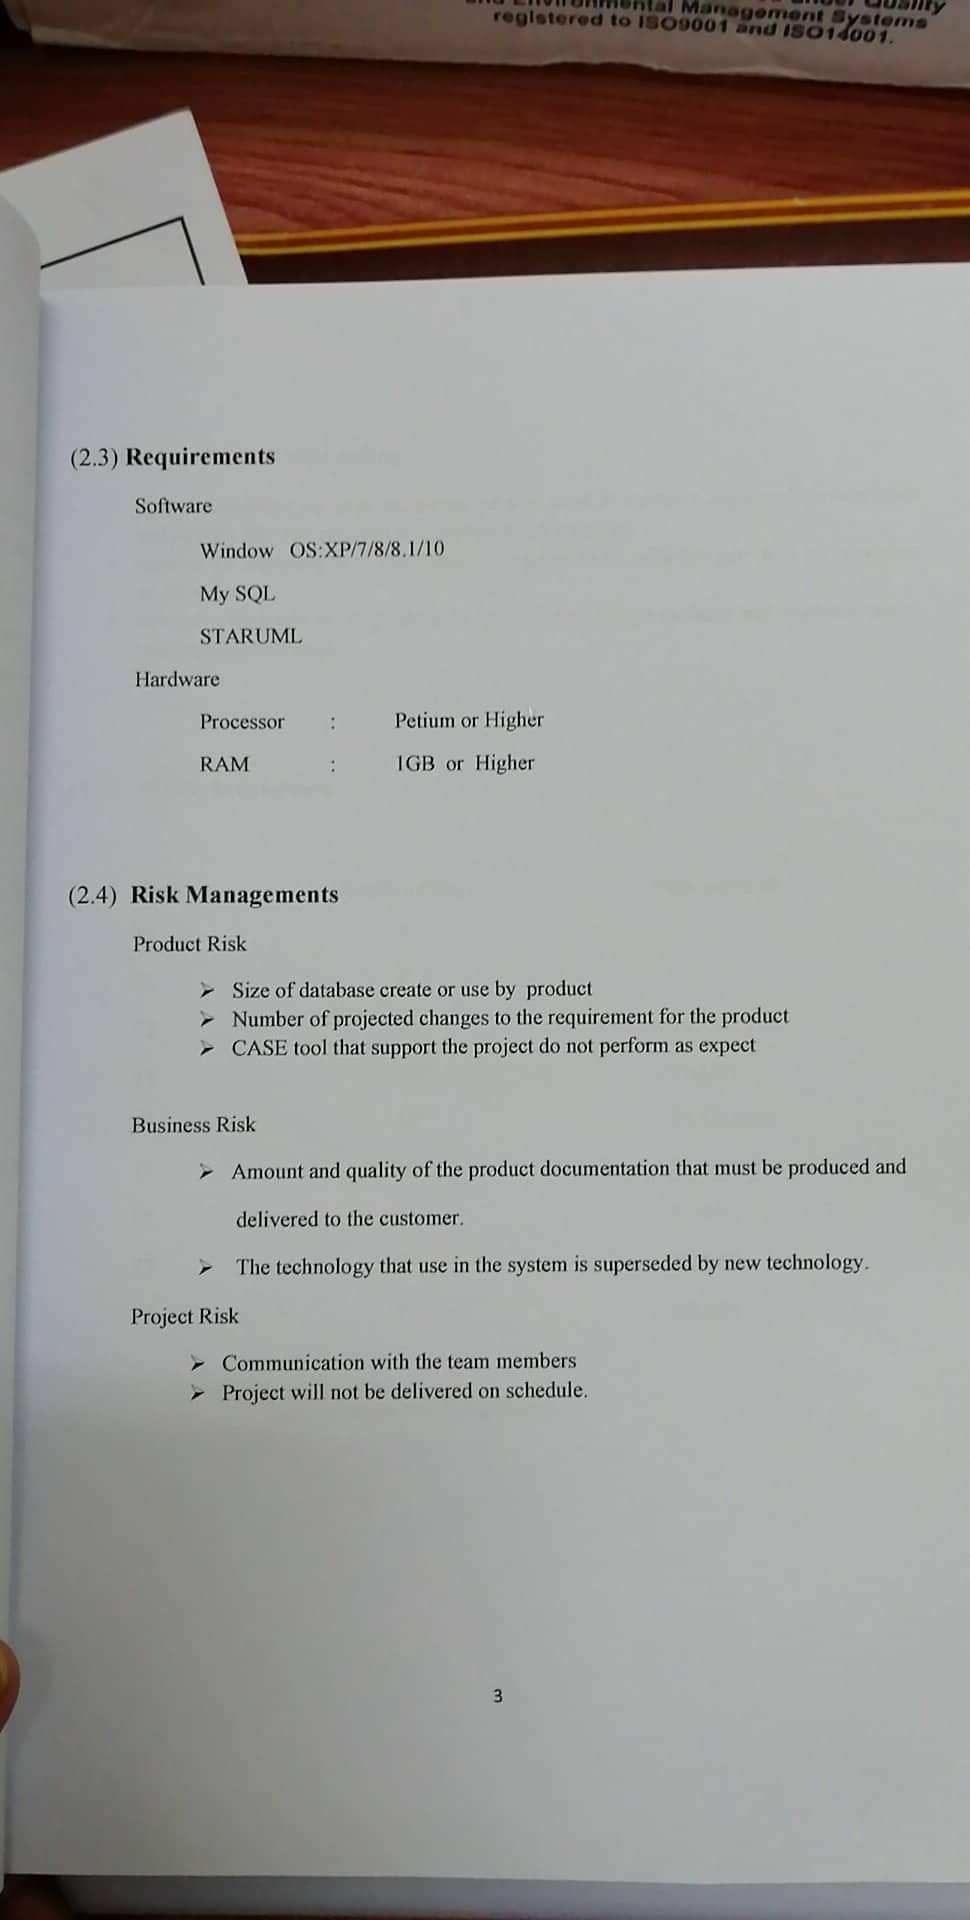 Quality
Environmental Management Systems
registered to ISO9001 and ISO14001.
(2.3) Requirements
Software
Window OS:XP/7/8/8.1/10
My SQL
STARUML
Hardware
Processor : Petium or Higher
RAM : 1GB or Higher
(2.4) Risk Managements
Product Risk
➢ Size of database create or use by product
➢ Number of projected changes to the requirement for the product
➢ CASE tool that support the project do not perform as expect
Business Risk
➢ Amount and quality of the product documentation that must be produced and
delivered to the customer.
➢ The technology that use in the system is superseded by new technology.
Project Risk
➢ Communication with the team members
➢ Project will not be delivered on schedule.
3